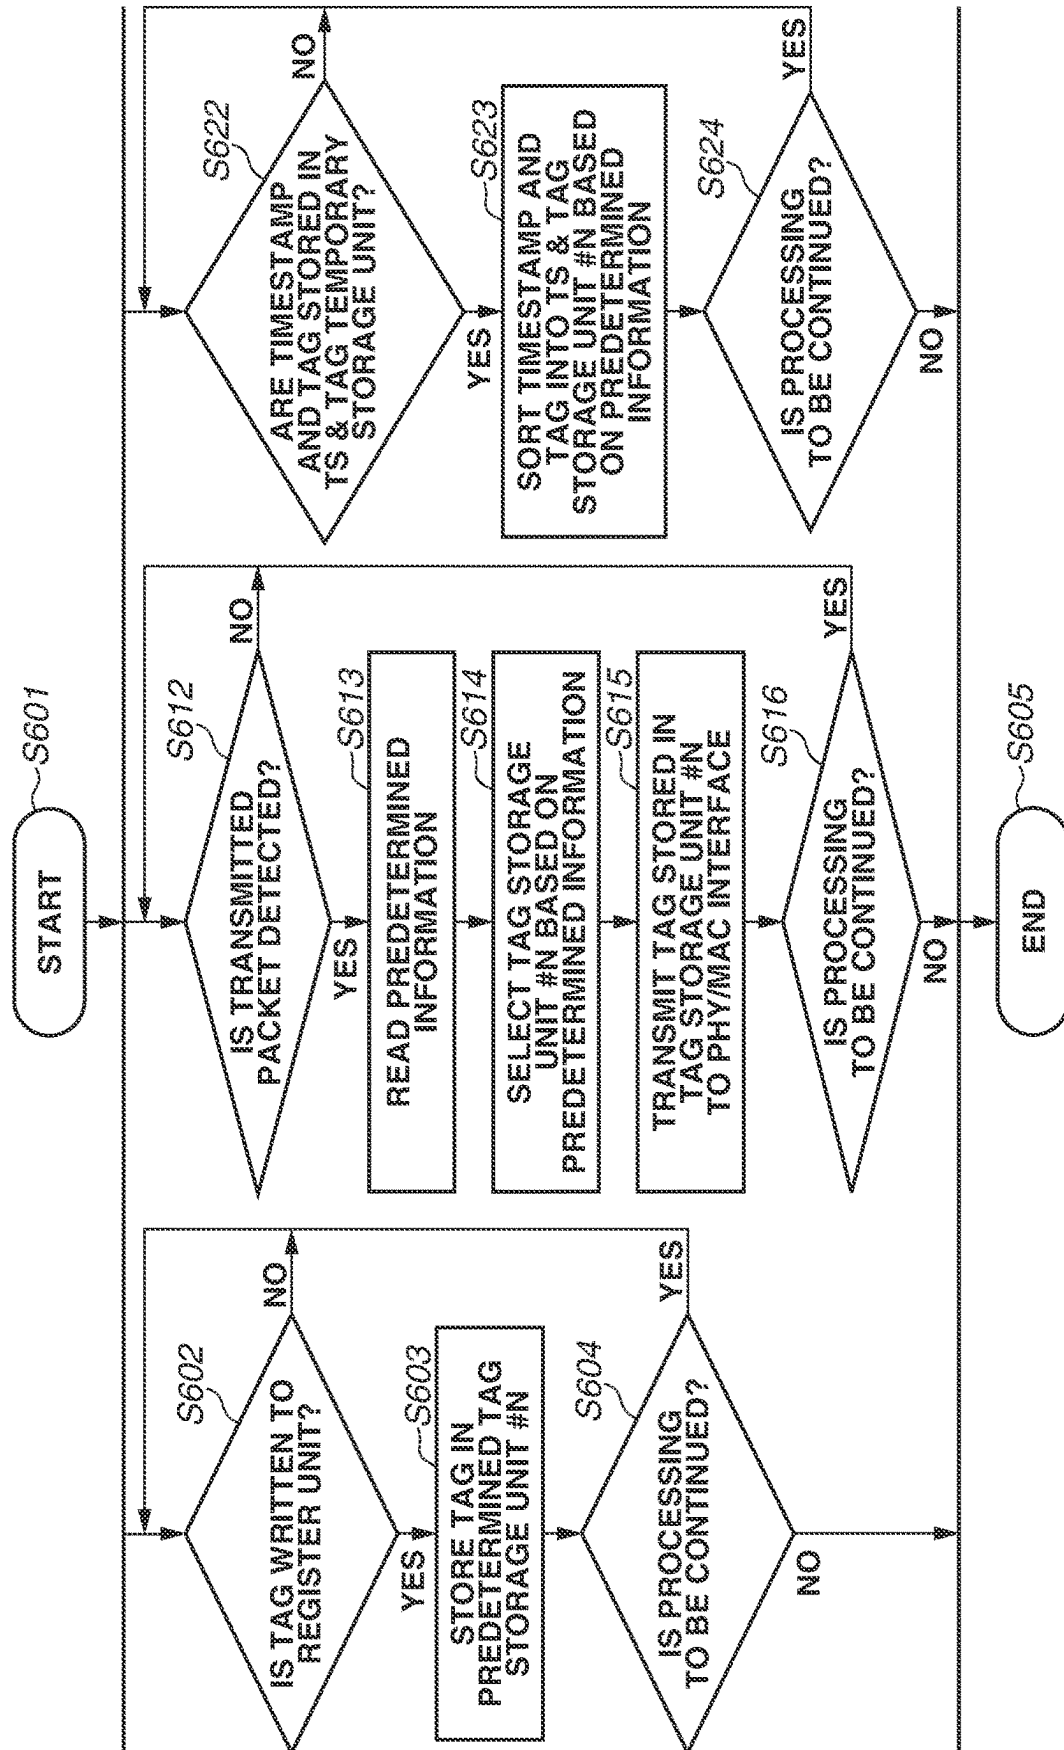 START
S601
IS TAG WRITTEN TO
REGISTER UNIT?
S602
NO
YES
STORE TAG IN
PREDETERMINED TAG
STORAGE UNIT #N
S603
IS PROCESSING
TO BE CONTINUED?
S604
YES
NO
IS TRANSMITTED
PACKET DETECTED?
S612
NO
YES
READ PREDETERMINED
INFORMATION
S613
SELECT TAG STORAGE
UNIT #N BASED ON
PREDETERMINED INFORMATION
S614
TRANSMIT TAG STORED IN
TAG STORAGE UNIT #N
TO PHY/MAC INTERFACE
S615
IS PROCESSING
TO BE CONTINUED?
S616
YES
NO
ARE TIMESTAMP
AND TAG STORED IN
TS & TAG TEMPORARY
STORAGE UNIT?
S622
NO
YES
SORT TIMESTAMP AND
TAG INTO TS & TAG
STORAGE UNIT #N BASED
ON PREDETERMINED
INFORMATION
S623
IS PROCESSING
TO BE CONTINUED?
S624
YES
NO
END
S605